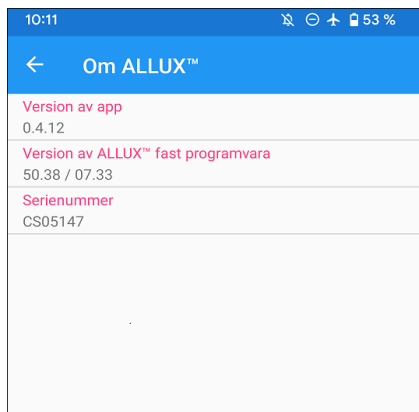 10:11 53 %
Om ALLUX™
Version av app
0.4.12
Version av ALLUX™ fast programvara
50.38 / 07.33
Serienummer
CS05147